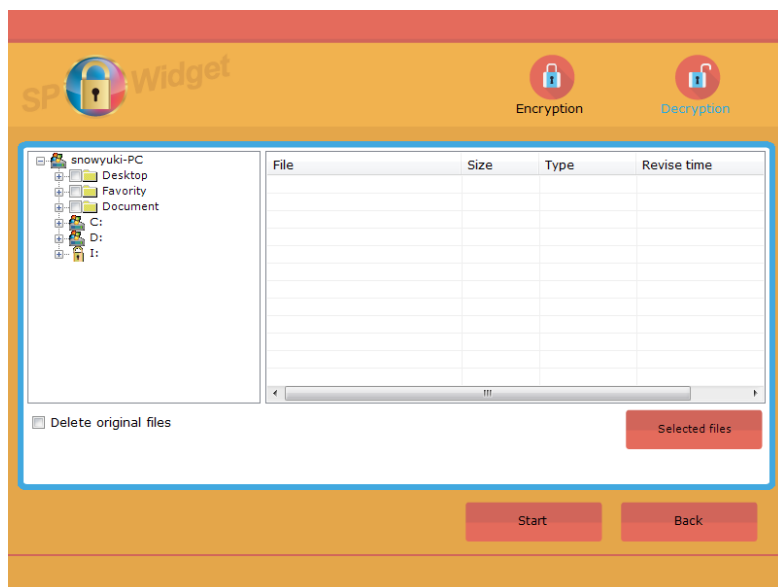 SP Widget
Encryption
Decryption
snowyuki-PC
Desktop
Favority
Document
C:
D:
I:
File Size Type Revise time
Delete original files
Selected files
Start Back